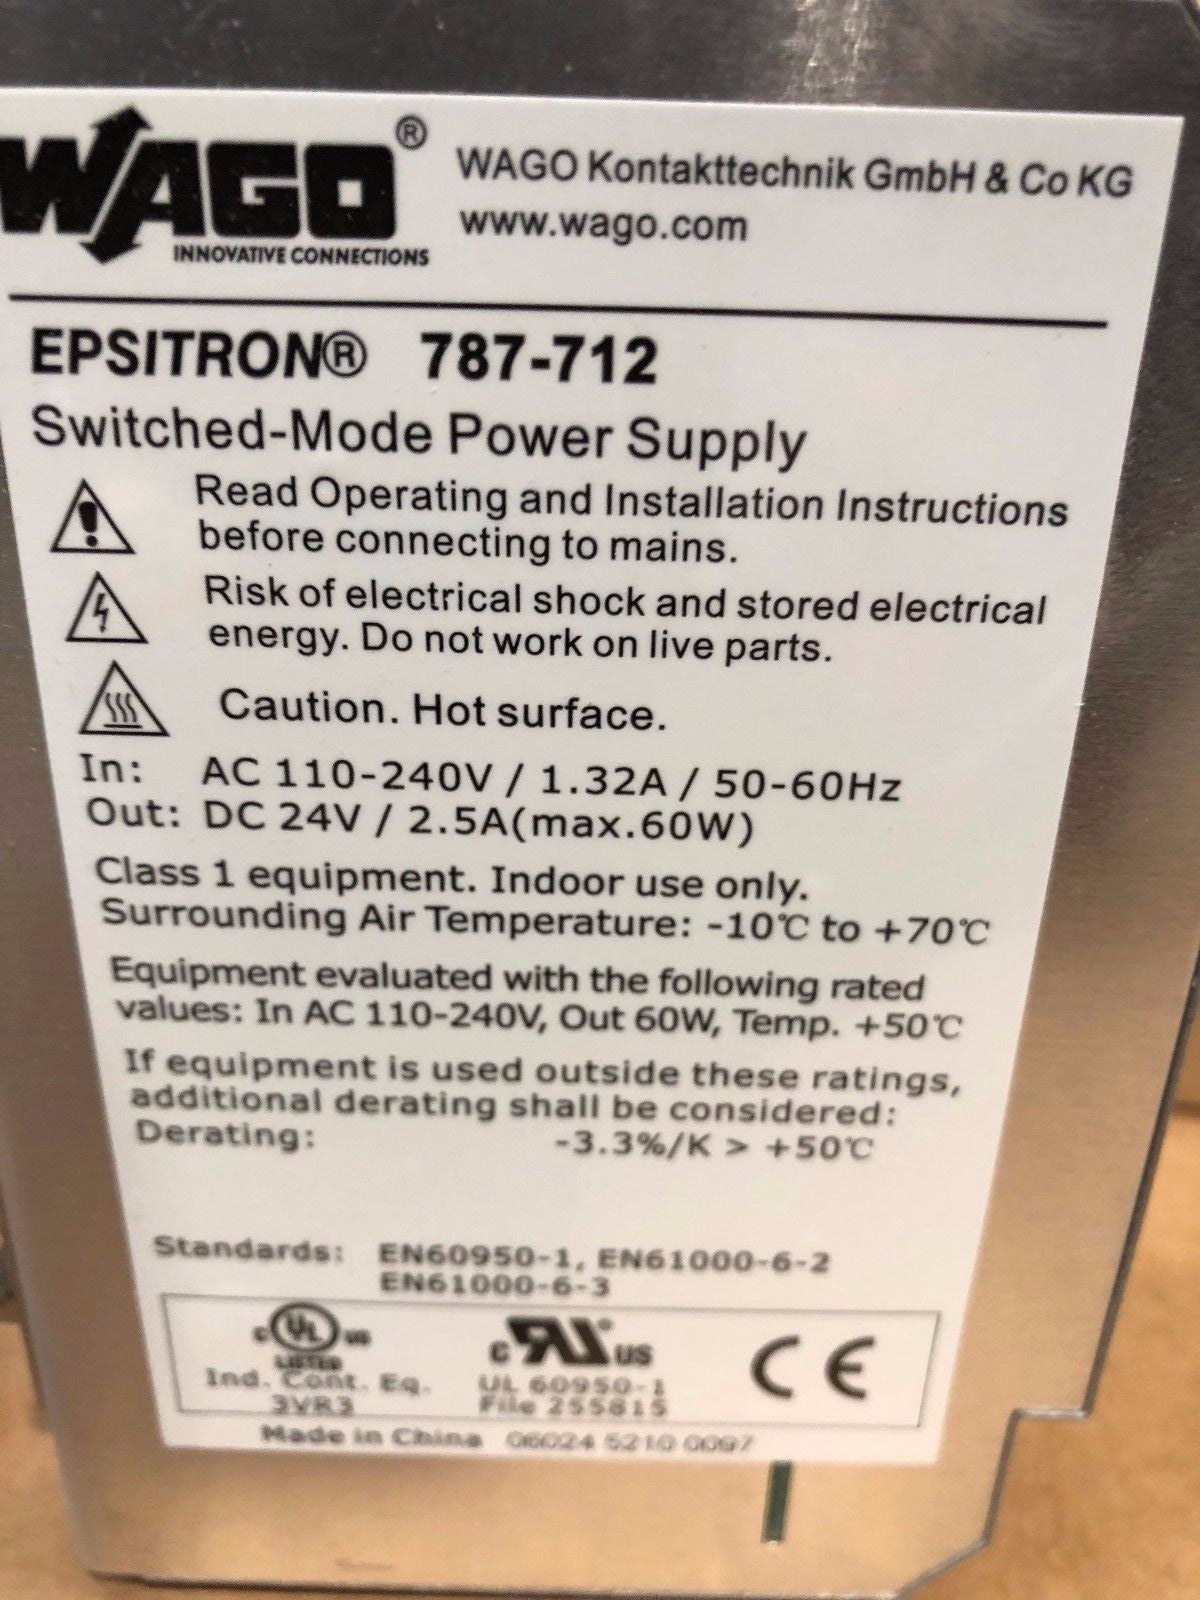 WAGO®
INNOVATIVE CONNECTIONS
WAGO Kontakttechnik GmbH & Co KG
www.wago.com
EPSITRON® 787-712
Switched-Mode Power Supply
Read Operating and Installation Instructions
before connecting to mains.
Risk of electrical shock and stored electrical
energy. Do not work on live parts.
Caution. Hot surface.
In: AC 110-240V / 1.32A / 50-60Hz
Out: DC 24V / 2.5A(max.60W)
Class 1 equipment. Indoor use only.
Surrounding Air Temperature: -10℃ to +70℃
Equipment evaluated with the following rated
values: In AC 110-240V, Out 60W, Temp. +50℃
If equipment is used outside these ratings,
additional derating shall be considered:
Derating: -3.3%/K > +50℃
Standards: EN60950-1, EN61000-6-2
EN61000-6-3
c UL us
LISTED
Ind. Cont. Eq.
3VR3
c RU us
UL 60950-1
File 255815
CE
Made in China 06024 5210 0097